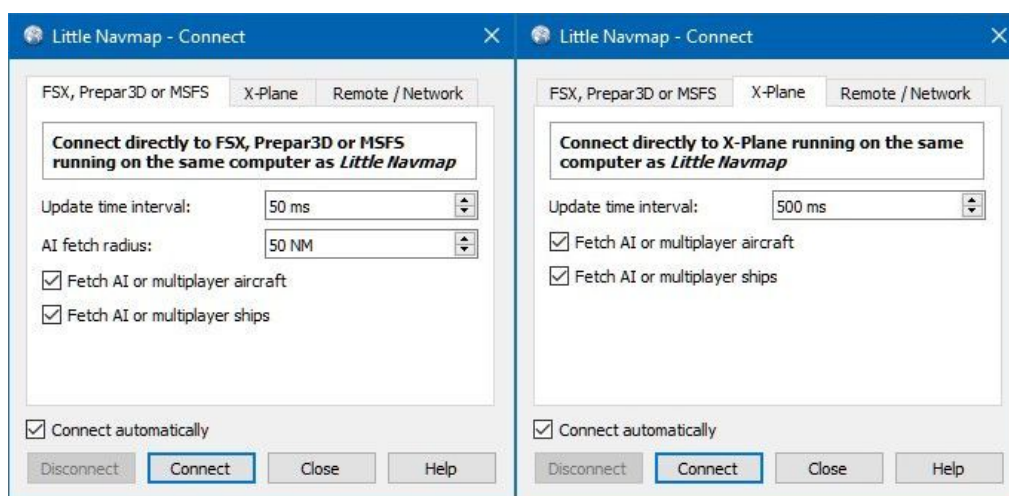 Little Navmap - Connect
FSX, Prepar3D or MSFS
X-Plane
Remote / Network
Connect directly to FSX, Prepar3D or MSFS
running on the same computer as Little Navmap
Update time interval:
50 ms
AI fetch radius:
50 NM
Fetch AI or multiplayer aircraft
Fetch AI or multiplayer ships
Connect automatically
Disconnect
Connect
Close
Help
Little Navmap - Connect
FSX, Prepar3D or MSFS
X-Plane
Remote / Network
Connect directly to X-Plane running on the same
computer as Little Navmap
Update time interval:
500 ms
Fetch AI or multiplayer aircraft
Fetch AI or multiplayer ships
Connect automatically
Disconnect
Connect
Close
Help